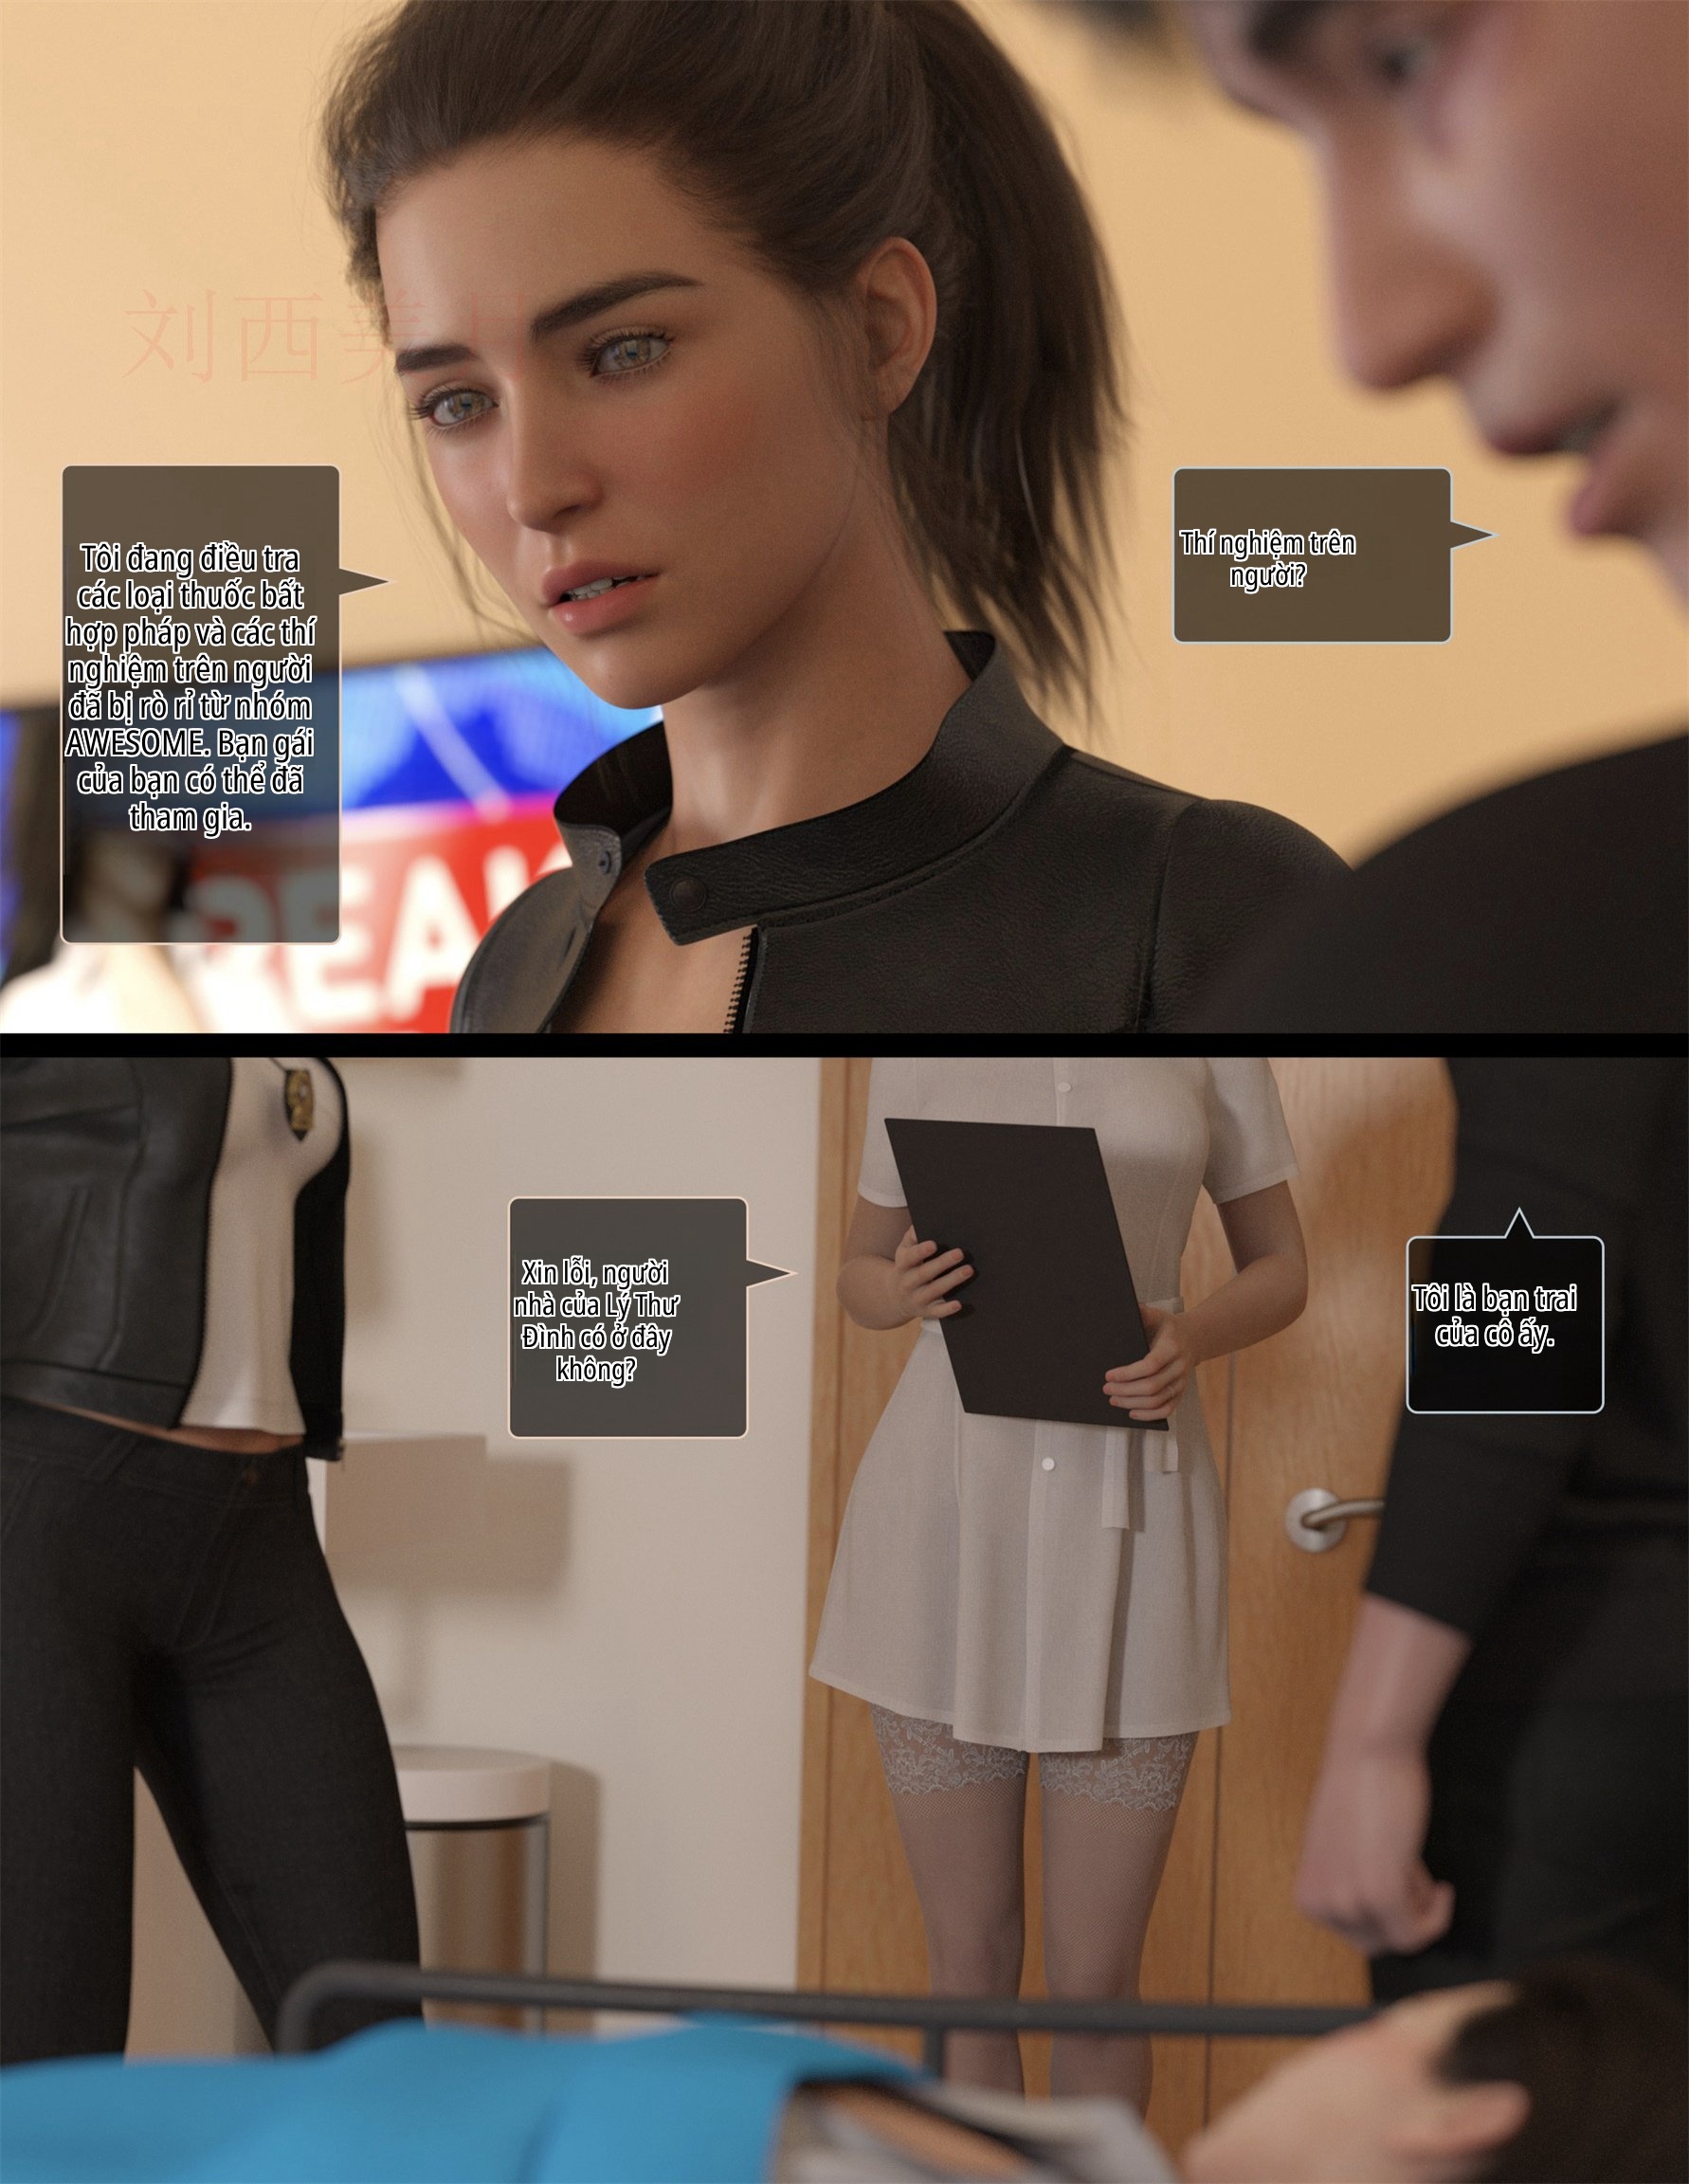 刘西美
Tôi đang điều tra
các loại thuốc bất
hợp pháp và các thí
nghiệm trên người
đã bị rò rỉ từ nhóm
AWESOME. Bạn gái
của bạn có thể đã
tham gia.
Thí nghiệm trên
người?
REAK
Xin lỗi, người
nhà của Lý Thư
Đình có ở đây
không?
Tôi là bạn trai
của cô ấy.